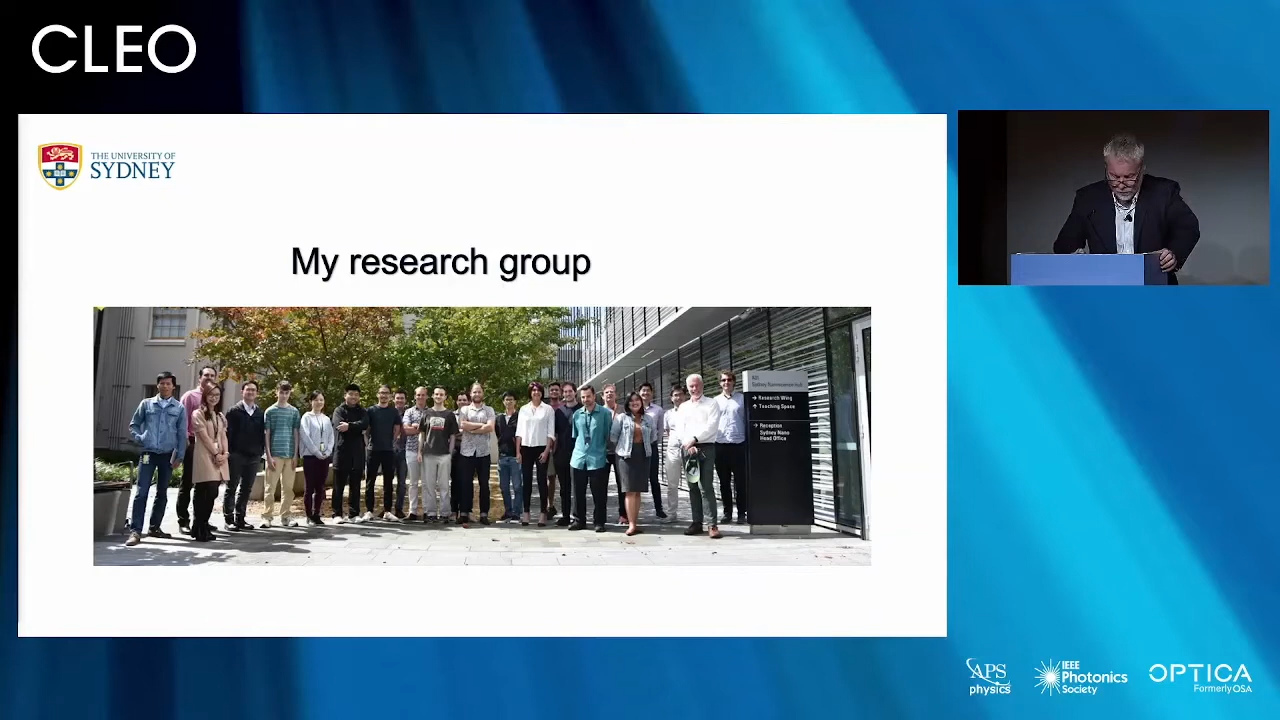 CLEO
THE UNIVERSITY OF
SYDNEY
My research group
Research Wing
Teaching Space
Reception
Sydney Nano
Head Office
APS
physics
IEEE
Photonics
Society
OPTICA
Formerly OSA